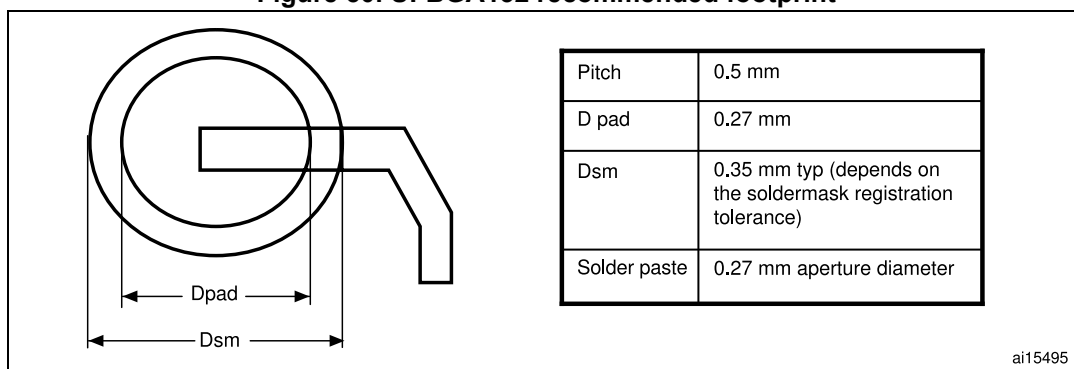 Dpad
Dsm
Pitch 0.5 mm
D pad 0.27 mm
Dsm 0.35 mm typ (depends on
the soldermask registration
tolerance)
Solder paste 0.27 mm aperture diameter
ai15495